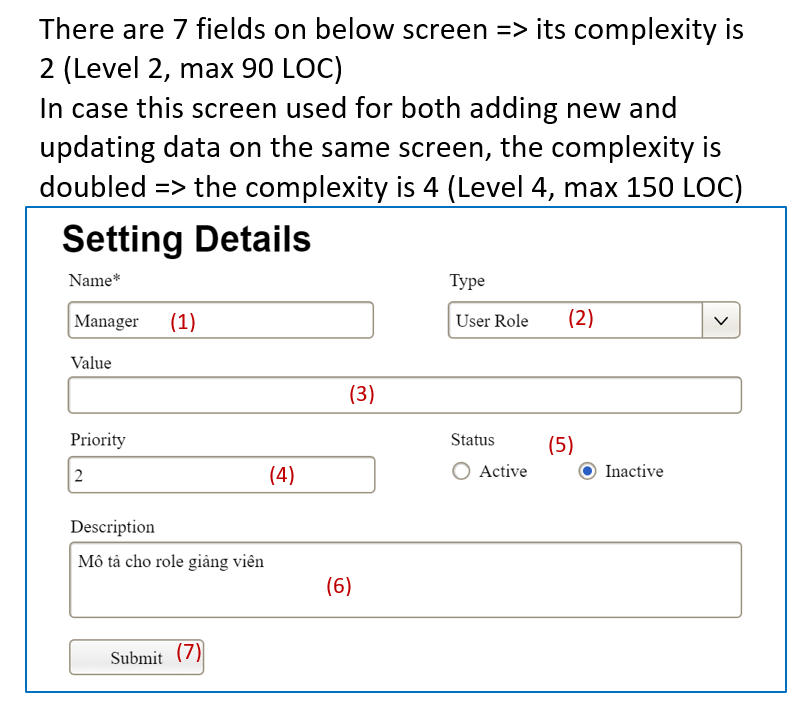 There are 7 fields on below screen => its complexity is
2 (Level 2, max 90 LOC)
In case this screen used for both adding new and
updating data on the same screen, the complexity is
doubled => the complexity is 4 (Level 4, max 150 LOC)
Setting Details
Name*
Type
Manager (1)
User Role (2)
Value
(3)
Priority
Status (5)
2 (4)
Active Inactive
Description
Mô tả cho role giảng viên
(6)
Submit (7)